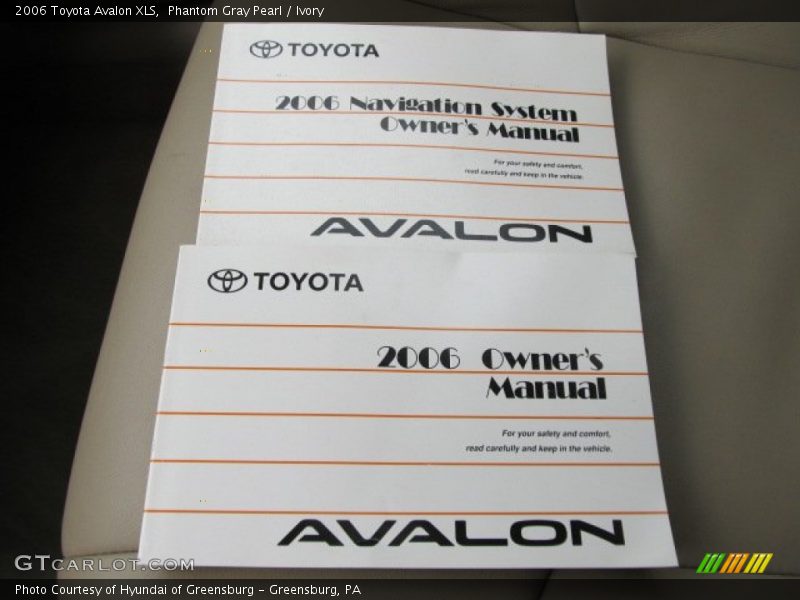 2006 Toyota Avalon XLS,  Phantom Gray Pearl / Ivory
TOYOTA
2006 Navigation System
Owner's Manual
For your safety and comfort,
read carefully and keep in the vehicle.
AVALON
TOYOTA
2006 Owner's
Manual
For your safety and comfort,
read carefully and keep in the vehicle.
AVALON
GTCARLOT.COM
Photo Courtesy of Hyundai of Greensburg - Greensburg, PA